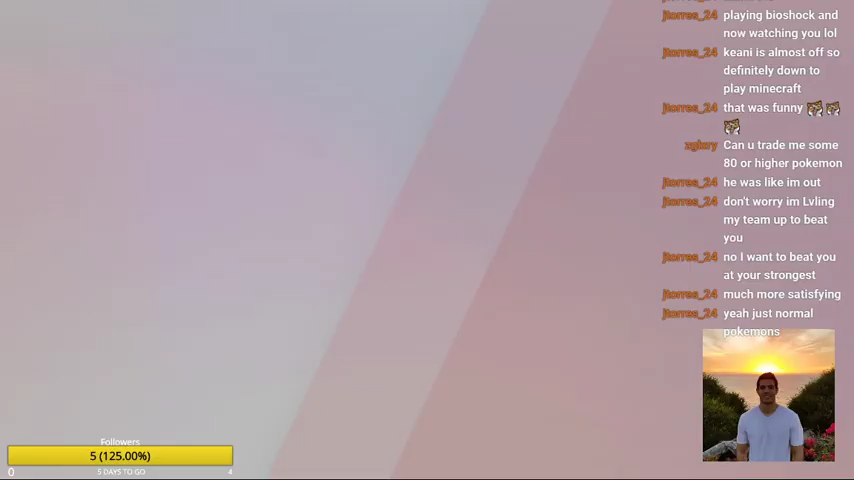 jtorres_24 playing bioshock and
now watching you lol
jtorres_24 keani is almost off so
definitely down to
play minecraft
jtorres_24 that was funny
Can u trade me some
80 or higher pokemon
jtorres_24 he was like im out
jtorres_24 don't worry im Lvling
my team up to beat
you
jtorres_24 no I want to beat you
at your strongest
jtorres_24 much more satisfying
jtorres_24 yeah just normal
pokemons
Followers
5 (125.00%)
0 5 DAYS TO GO 4